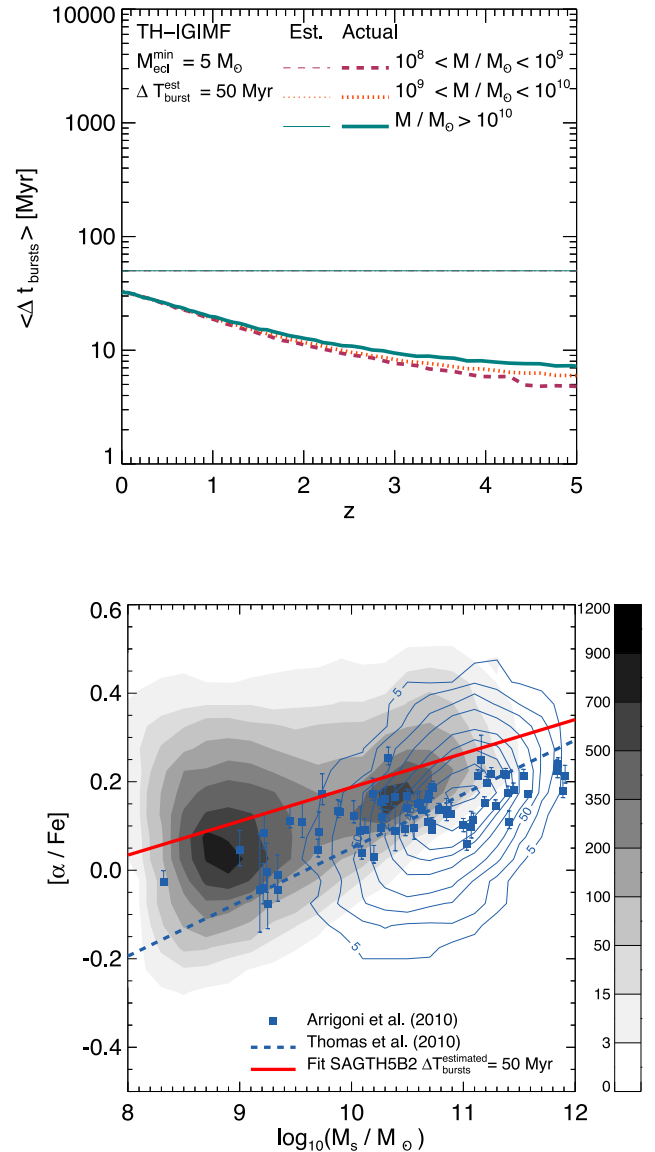 10000
1000
100
10
1
<Δ t_bursts> [Myr]
TH−IGIMF Est. Actual
M_ecl^min = 5 M_⊙ 10^8 < M / M_⊙ < 10^9
Δ T_burst^est = 50 Myr 10^9 < M / M_⊙ < 10^10
M / M_⊙ > 10^10
0 1 2 3 4 5
z
0.6
0.4
0.2
0.0
-0.2
-0.4
[α / Fe]
5
50
50
5
5
Arrigoni et al. (2010)
Thomas et al. (2010)
Fit SAGTH5B2 ΔT_bursts^estimated = 50 Myr
8 9 10 11 12
log_10(M_s / M_⊙)
1200
900
700
500
350
200
100
50
15
3
0